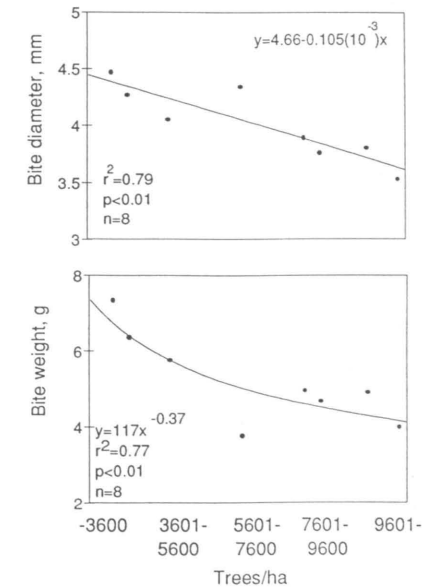 5
4.5
4
3.5
3
Bite diameter, mm
y=4.66-0.105(10⁻³)x
r²=0.79
p<0.01
n=8
8
6
4
2
Bite weight, g
y=117x⁻⁰·³⁷
r²=0.77
p<0.01
n=8
-3600 3601- 5601- 7601- 9601-
5600 7600 9600
Trees/ha